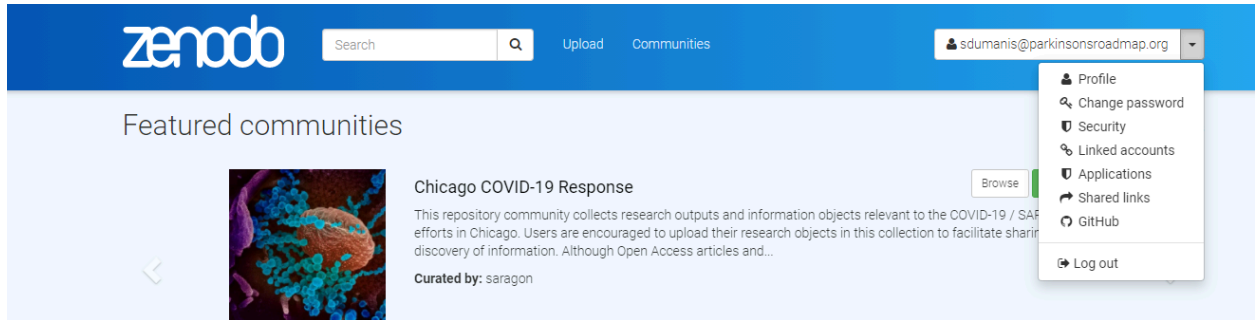 zenodo
Search
Upload
Communities
sdumanis@parkinsonsroadmap.org
Profile
Change password
Security
Linked accounts
Applications
Shared links
GitHub
Log out
Featured communities
Chicago COVID-19 Response
Browse
This repository community collects research outputs and information objects relevant to the COVID-19 /
efforts in Chicago. Users are encouraged to upload their research objects in this collection to facilitate
discovery of information. Although Open Access articles and...
Curated by: saragon